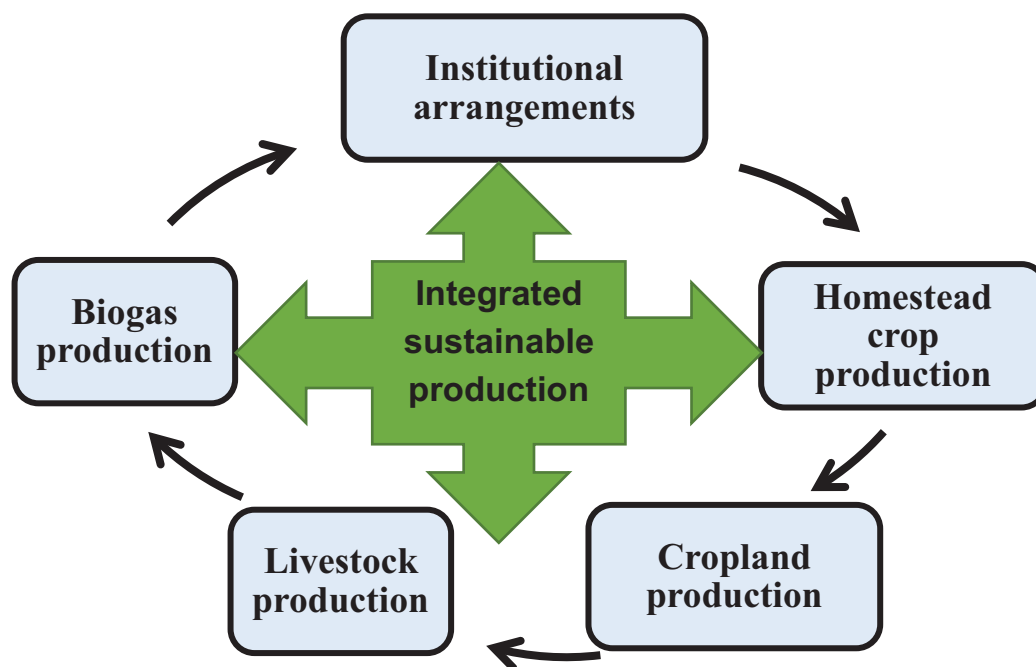 Institutional
arrangements
Homestead
crop
production
Cropland
production
Livestock
production
Biogas
production
Integrated
sustainable
production